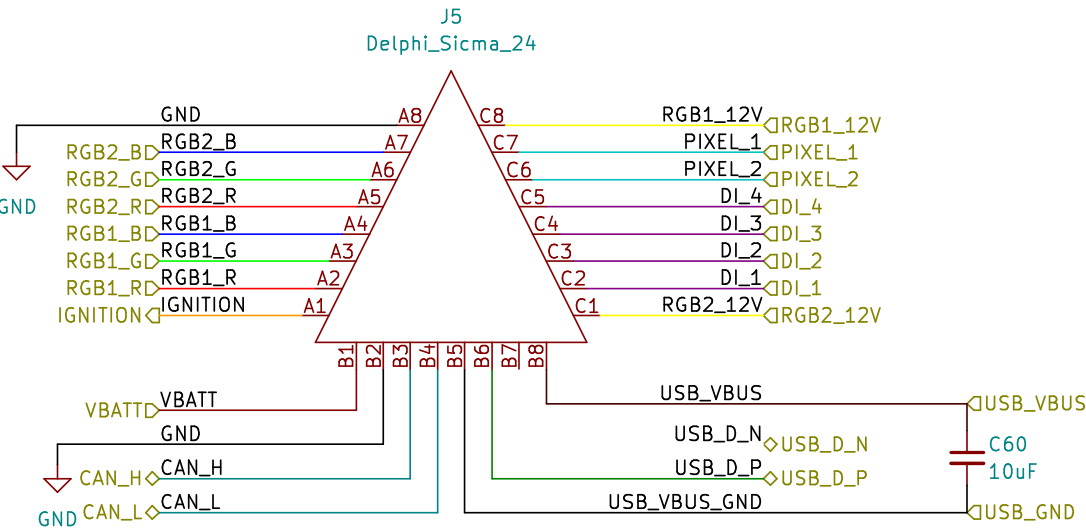 J5
Delphi_Sicma_24
GND A8 C8 RGB1_12V RGB1_12V
RGB2_B RGB2_B A7 C7 PIXEL_1 PIXEL_1
RGB2_G RGB2_G A6 C6 PIXEL_2 PIXEL_2
GND RGB2_R RGB2_R A5 C5 DI_4 DI_4
RGB1_B RGB1_B A4 C4 DI_3 DI_3
RGB1_G RGB1_G A3 C3 DI_2 DI_2
RGB1_R RGB1_R A2 C2 DI_1 DI_1
IGNITION IGNITION A1 C1 RGB2_12V RGB2_12V
B1 B2 B3 B4 B5 B6 B7 B8
VBATT VBATT USB_VBUS USB_VBUS
GND USB_D_N USB_D_N C60
CAN_H CAN_H USB_D_P USB_D_P 10uF
GND CAN_L CAN_L USB_VBUS_GND USB_GND